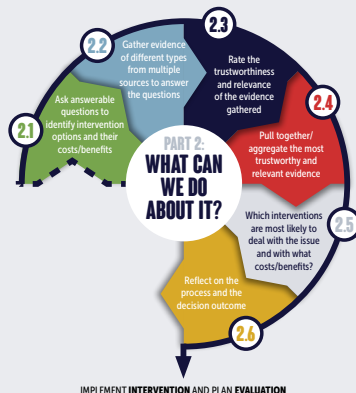 2.1
Ask answerable
questions to
identify intervention
options and their
costs/benefits
2.2
Gather evidence
of different types
from multiple
sources to answer
the questions
2.3
Rate the
trustworthiness
and relevance
of the evidence
gathered
2.4
Pull together/
aggregate the most
trustworthy and
relevant evidence
2.5
Which interventions
are most likely to
deal with the issue
and with what
costs/benefits?
2.6
Reflect on the
process and the
decision outcome
PART 2:
WHAT CAN
WE DO
ABOUT IT?
IMPLEMENT INTERVENTION AND PLAN EVALUATION